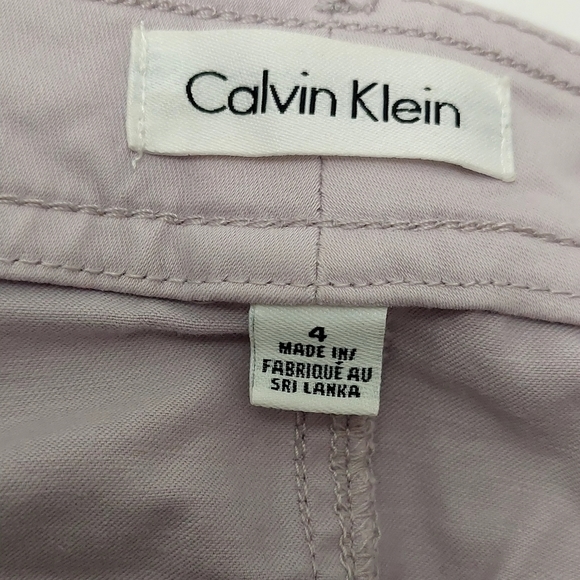 Calvin Klein
4
MADE IN/
FABRIQUÉ AU
SRI LANKA